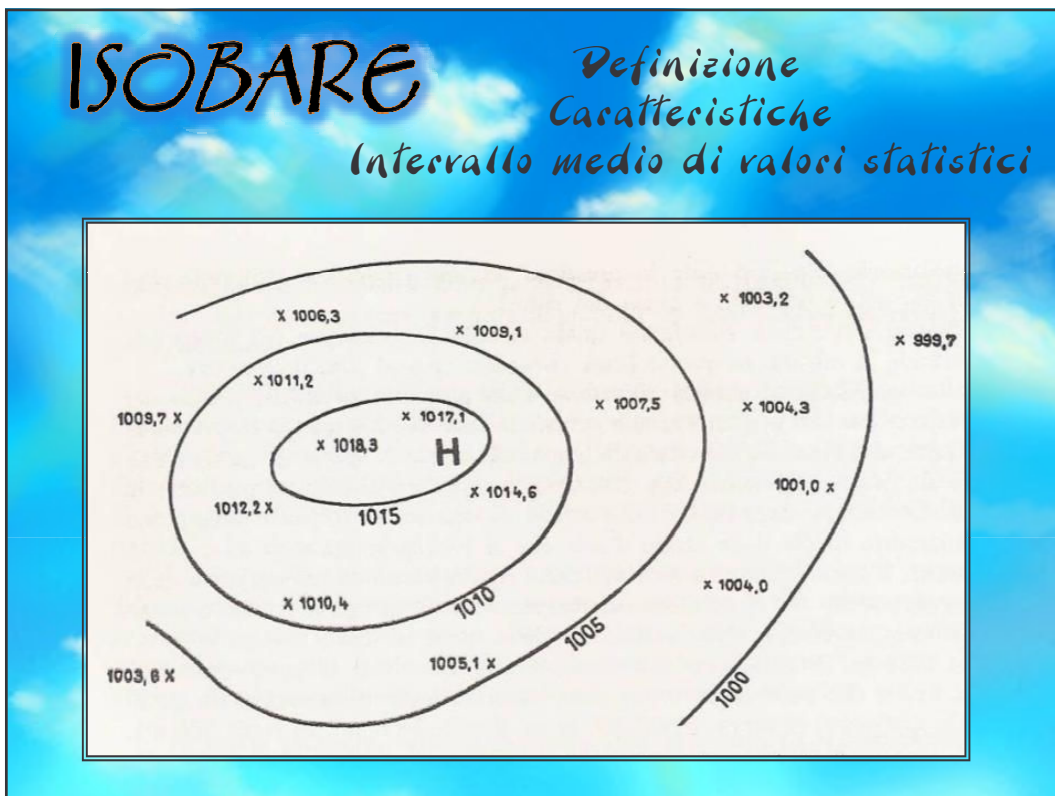 ISOBARE
Definizione
Caratteristiche
Intervallo medio di valori statistici
x 1003,2
x 1006,3
x 1009,1
x 999,7
x 1011,2
x 1007,5
x 1004,3
1009,7 x
x 1017,1
x 1018,3
H
1001,0 x
x 1014,6
1012,2 x
1015
x 1004,0
x 1010,4
1010
1005
1005,1 x
1003,6 x
1000